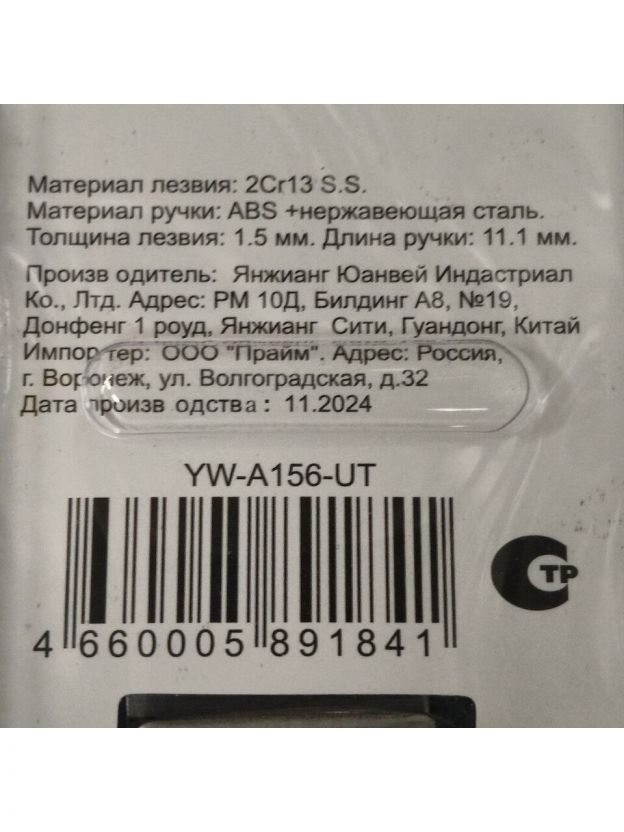 Материал лезвия: 2Cr13 S.S.
Материал ручки: ABS +нержавеющая сталь.
Толщина лезвия: 1.5 мм. Длина ручки: 11.1 мм.
Произв одитель: Янжианг Юанвей Индастриал
Ко., Лтд. Адрес: РМ 10Д, Билдинг А8, №19,
Донфенг 1 роуд, Янжианг Сити, Гуандонг, Китай
Импортер: ООО "Прайм". Адрес: Россия,
г. Воронеж, ул. Волгоградская, д.32
Дата произв одства: 11.2024
YW-A156-UT
СТР
4 660005 891841